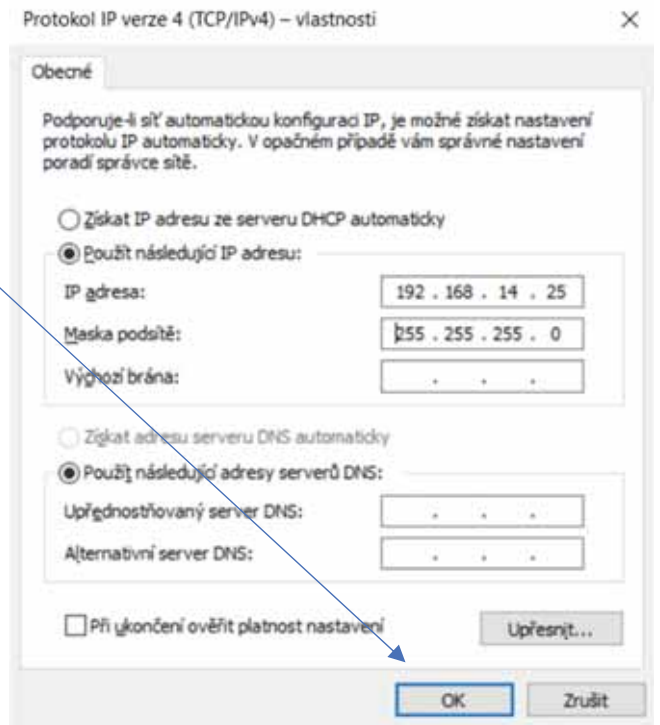 Protokol IP verze 4 (TCP/IPv4) – vlastnosti
Obecné
Podporuje-li síť automatickou konfiguraci IP, je možné získat nastavení
protokolu IP automaticky. V opačném případě vám správné nastavení
poradí správce sítě.
Získat IP adresu ze serveru DHCP automaticky
Použít následující IP adresu:
IP adresa: 192 . 168 . 14 . 25
Maska podsítě: 255 . 255 . 255 . 0
Výchozí brána: . . .
Získat adresu serveru DNS automaticky
Použít následující adresy serverů DNS:
Upřednostňovaný server DNS: . . .
Alternativní server DNS: . . .
Při ukončení ověřit platnost nastavení
Upřesnit...
OK Zrušit